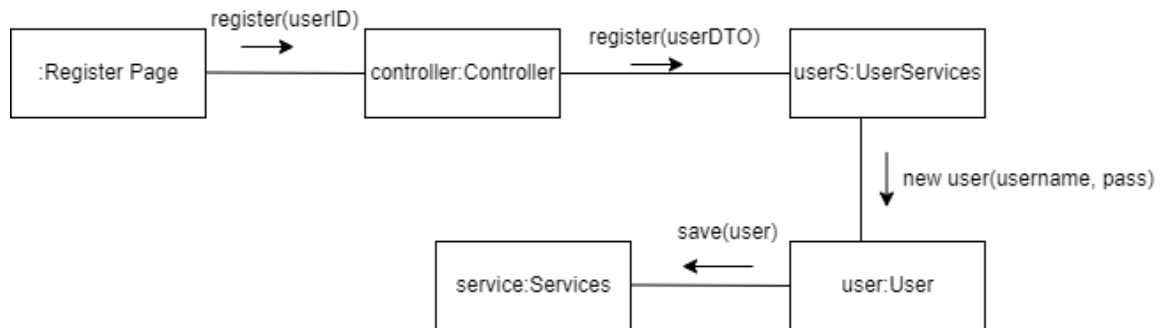 register(userID)
register(userDTO)
:Register Page
controller:Controller
userS:UserServices
new user(username, pass)
save(user)
service:Services
user:User